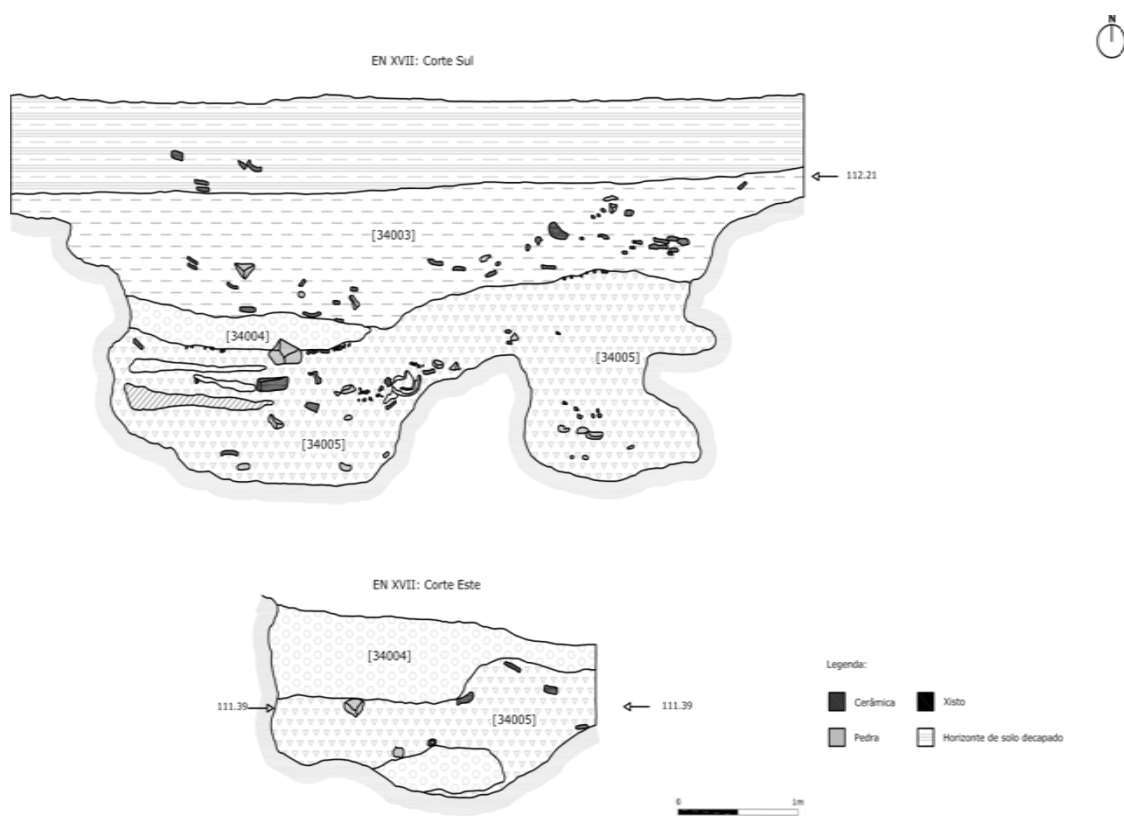 N
EN XVII: Corte Sul
112.21
[34003]
[34004]
[34005]
[34005]
EN XVII: Corte Este
[34004]
111.39
111.39
[34005]
Legenda:
Cerâmica
Xisto
Pedra
Horizonte de solo decapado
0 1m